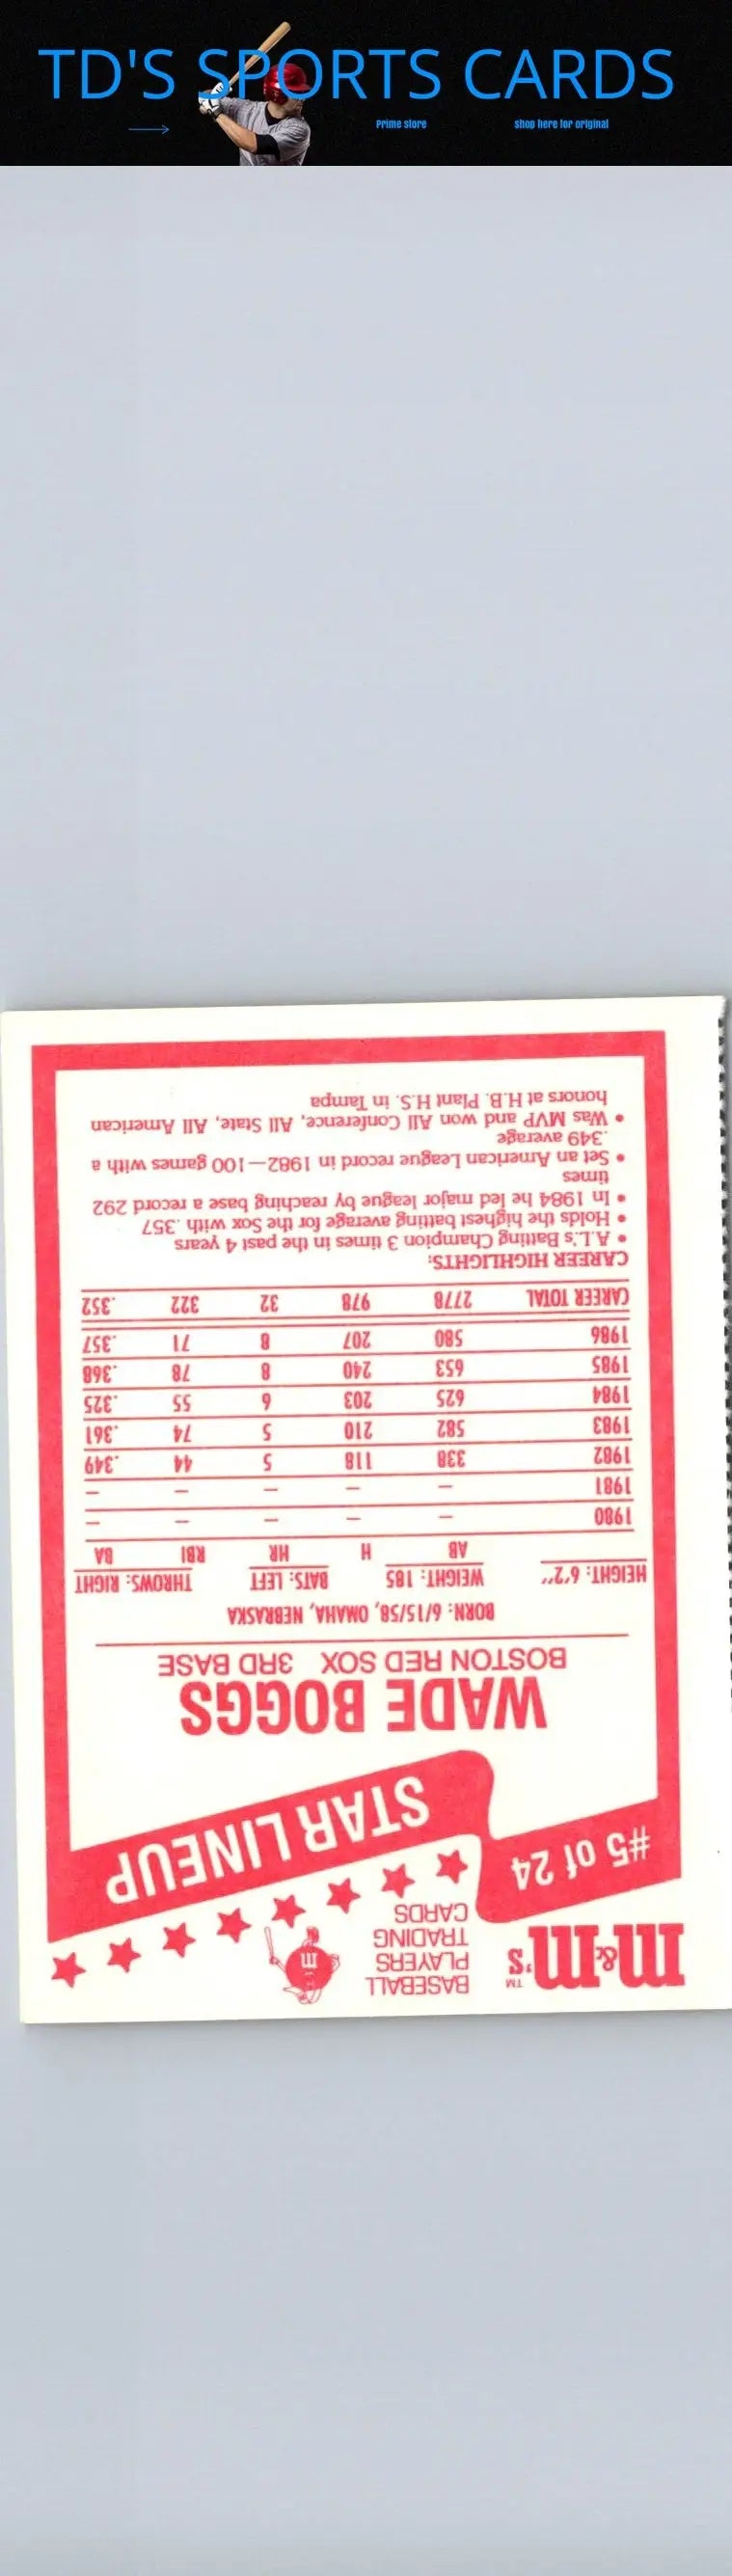 TD'S SPORTS CARDS
Prime store
shop here for original
m&m's™
BASEBALL
PLAYERS
TRADING
CARDS
#5 of 24
STAR LINEUP
WADE BOGGS
BOSTON RED SOX 3RD BASE
BORN: 6/15/58, OMAHA, NEBRASKA
HEIGHT: 6'2" WEIGHT: 185 BATS: LEFT THROWS: RIGHT
AB H HR RBI BA
1980 – – – – –
1981 – – – – –
1982 338 118 5 44 .349
1983 582 210 5 74 .361
1984 625 203 6 55 .325
1985 653 240 8 78 .368
1986 580 207 8 71 .357
CAREER TOTAL 2778 978 32 322 .352
CAREER HIGHLIGHTS:
• A.L.'s Batting Champion 3 times in the past 4 years
• Holds the highest batting average for the Sox with .357
• In 1984 he led major league by reaching base a record 292
times
• Set an American League record in 1982—100 games with a
.349 average
• Was MVP and won All Conference, All State, All American
honors at H.B. Plant H.S. in Tampa